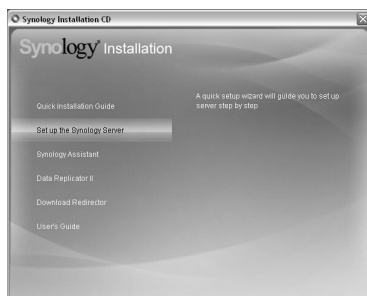 Synology Installation CD
Synology Installation
Quick Installation Guide
Set up the Synology Server
Synology Assistant
Data Replicator II
Download Redirector
User's Guide
A quick setup wizard will guide you to set up
server step by step